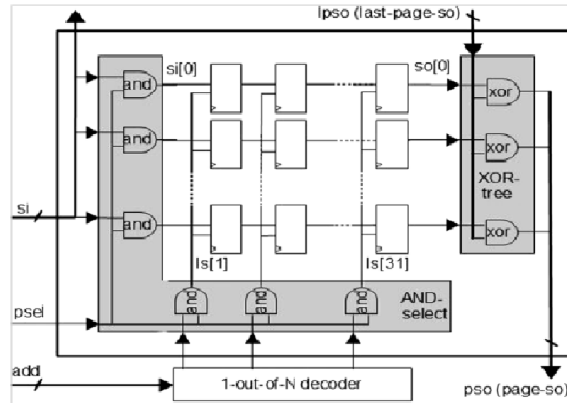 lpso (last-page-so)
si[0]
so[0]
and
xor
and
xor
XOR-
tree
si
and
xor
ls[1]
ls[31]
and
and
and
AND-
select
psel
add
1-out-of-N decoder
pso (page-so)